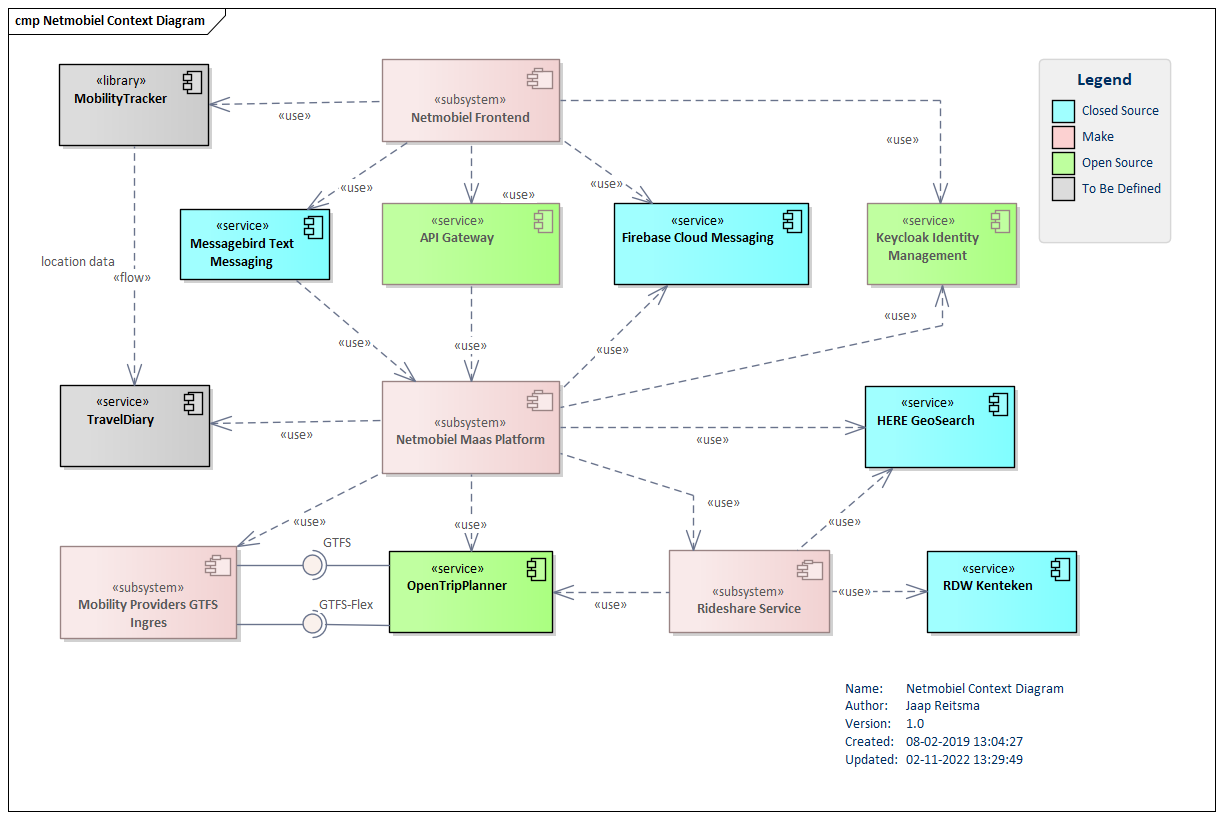 cmp Netmobiel Context Diagram
«library»
MobilityTracker
«subsystem»
Netmobiel Frontend
Legend
Closed Source
Make
Open Source
To Be Defined
«use»
«use»
«use»
«use»
«use»
«service»
Messagebird Text
Messaging
«service»
API Gateway
«service»
Firebase Cloud Messaging
«service»
Keycloak Identity
Management
location data
«flow»
«use»
«use»
«use»
«use»
«service»
TravelDiary
«subsystem»
Netmobiel Maas Platform
«service»
HERE GeoSearch
«use»
«use»
«use»
«use»
«use»
«use»
GTFS
«subsystem»
Mobility Providers GTFS
Ingres
GTFS-Flex
«service»
OpenTripPlanner
«use»
«subsystem»
Rideshare Service
«use»
«service»
RDW Kenteken
Name: Netmobiel Context Diagram
Author: Jaap Reitsma
Version: 1.0
Created: 08-02-2019 13:04:27
Updated: 02-11-2022 13:29:49